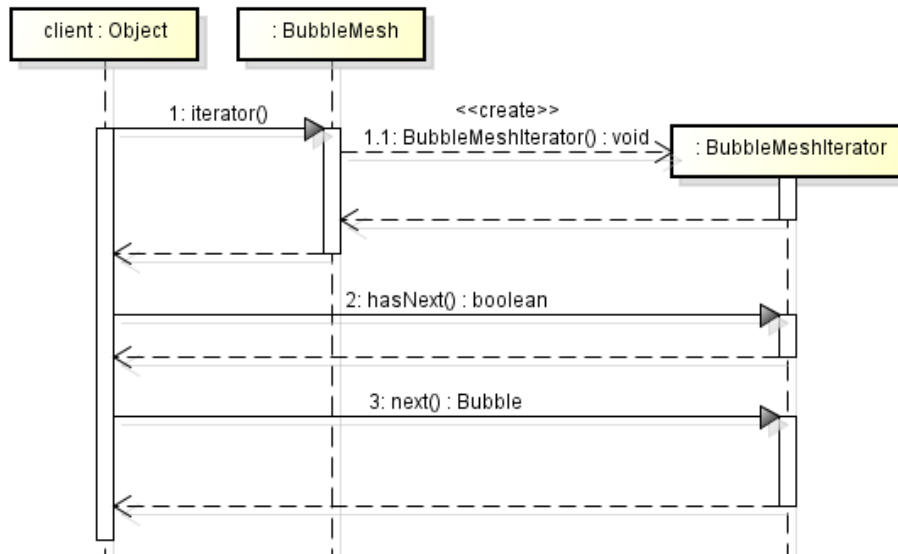 client : Object
: BubbleMesh
1: iterator()
<<create>>
1.1: BubbleMeshIterator() : void
: BubbleMeshIterator
2: hasNext() : boolean
3: next() : Bubble